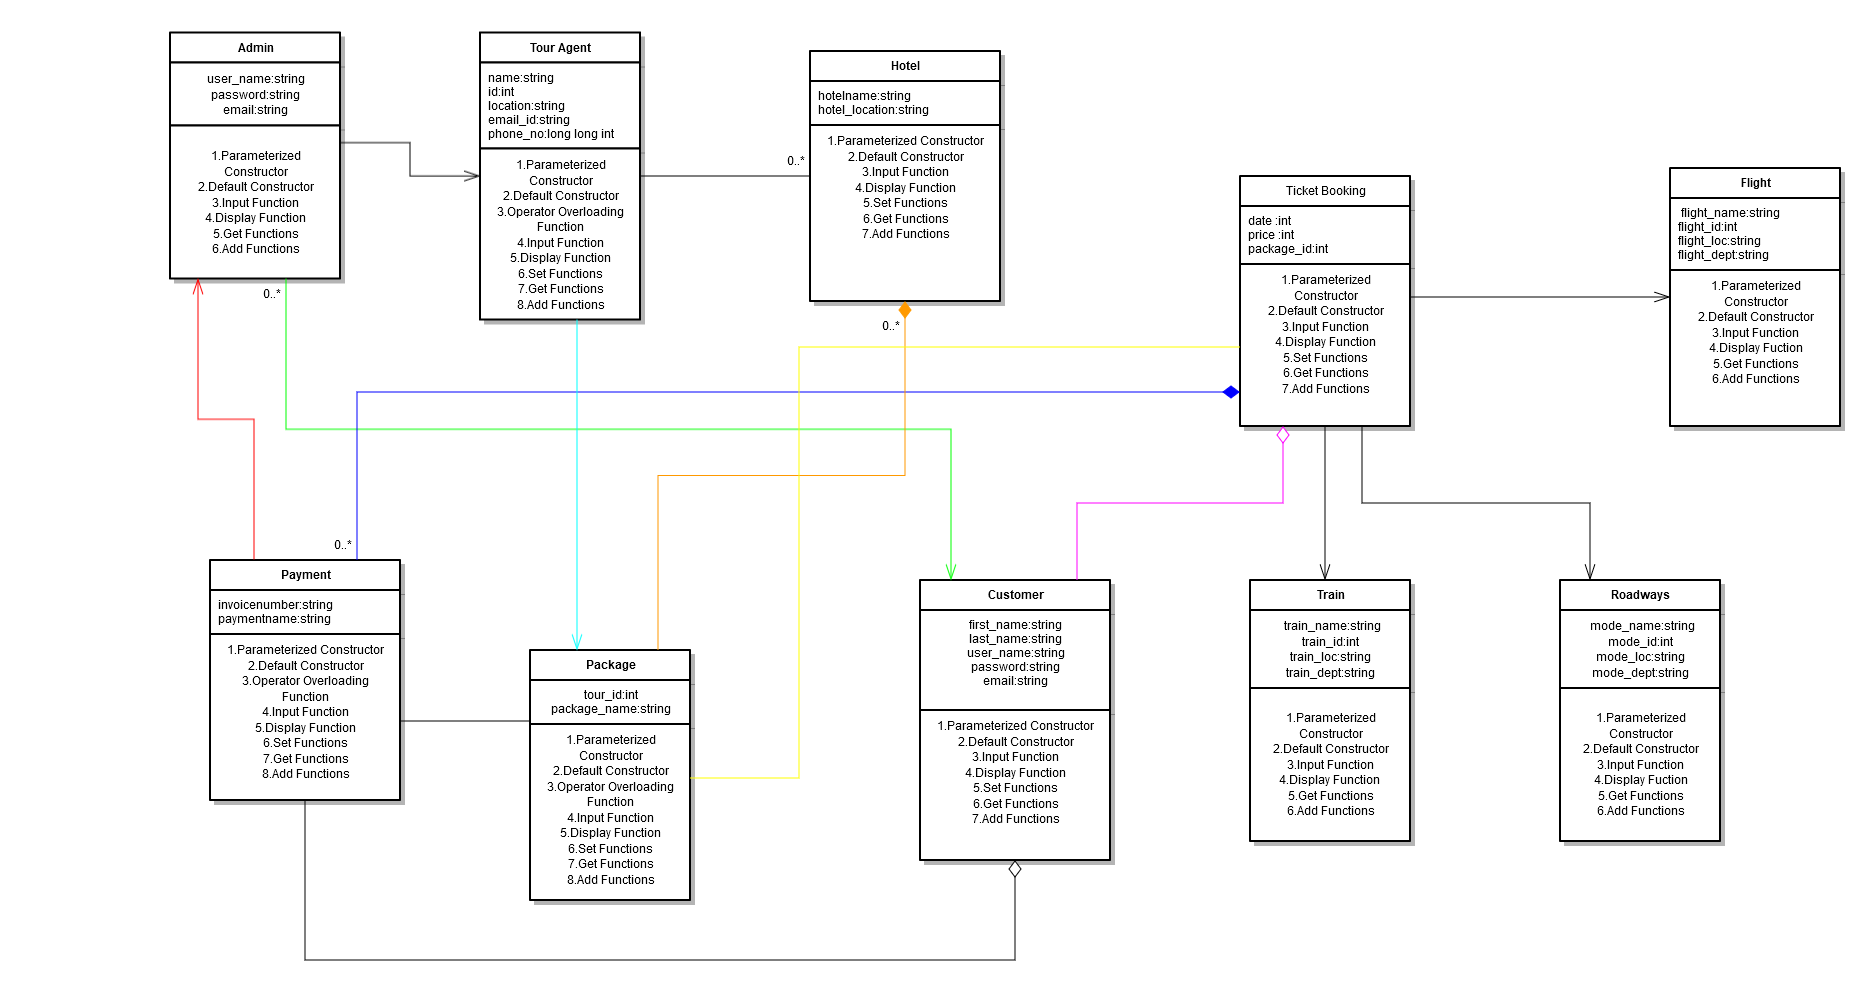 Admin
user_name:string
password:string
email:string
1.Parameterized
Constructor
2.Default Constructor
3.Input Function
4.Display Function
5.Get Functions
6.Add Functions
0..*
Tour Agent
name:string
id:int
location:string
email_id:string
phone_no:long long int
1.Parameterized
Constructor
2.Default Constructor
3.Operator Overloading
Function
4.Input Function
5.Display Function
6.Set Functions
7.Get Functions
8.Add Functions
0..*
Hotel
hotelname:string
hotel_location:string
1.Parameterized Constructor
2.Default Constructor
3.Input Function
4.Display Function
5.Set Functions
6.Get Functions
7.Add Functions
0..*
Ticket Booking
date :int
price :int
package_id:int
1.Parameterized
Constructor
2.Default Constructor
3.Input Function
4.Display Function
5.Set Functions
6.Get Functions
7.Add Functions
Flight
flight_name:string
flight_id:int
flight_loc:string
flight_dept:string
1.Parameterized
Constructor
2.Default Constructor
3.Input Function
4.Display Fuction
5.Get Functions
6.Add Functions
0..*
Payment
invoicenumber:string
paymentname:string
1.Parameterized Constructor
2.Default Constructor
3.Operator Overloading
Function
4.Input Function
5.Display Function
6.Set Functions
7.Get Functions
8.Add Functions
Package
tour_id:int
package_name:string
1.Parameterized
Constructor
2.Default Constructor
3.Operator Overloading
Function
4.Input Function
5.Display Function
6.Set Functions
7.Get Functions
8.Add Functions
Customer
first_name:string
last_name:string
user_name:string
password:string
email:string
1.Parameterized Constructor
2.Default Constructor
3.Input Function
4.Display Function
5.Set Functions
6.Get Functions
7.Add Functions
Train
train_name:string
train_id:int
train_loc:string
train_dept:string
1.Parameterized
Constructor
2.Default Constructor
3.Input Function
4.Display Function
5.Get Functions
6.Add Functions
Roadways
mode_name:string
mode_id:int
mode_loc:string
mode_dept:string
1.Parameterized
Constructor
2.Default Constructor
3.Input Function
4.Display Fuction
5.Get Functions
6.Add Functions